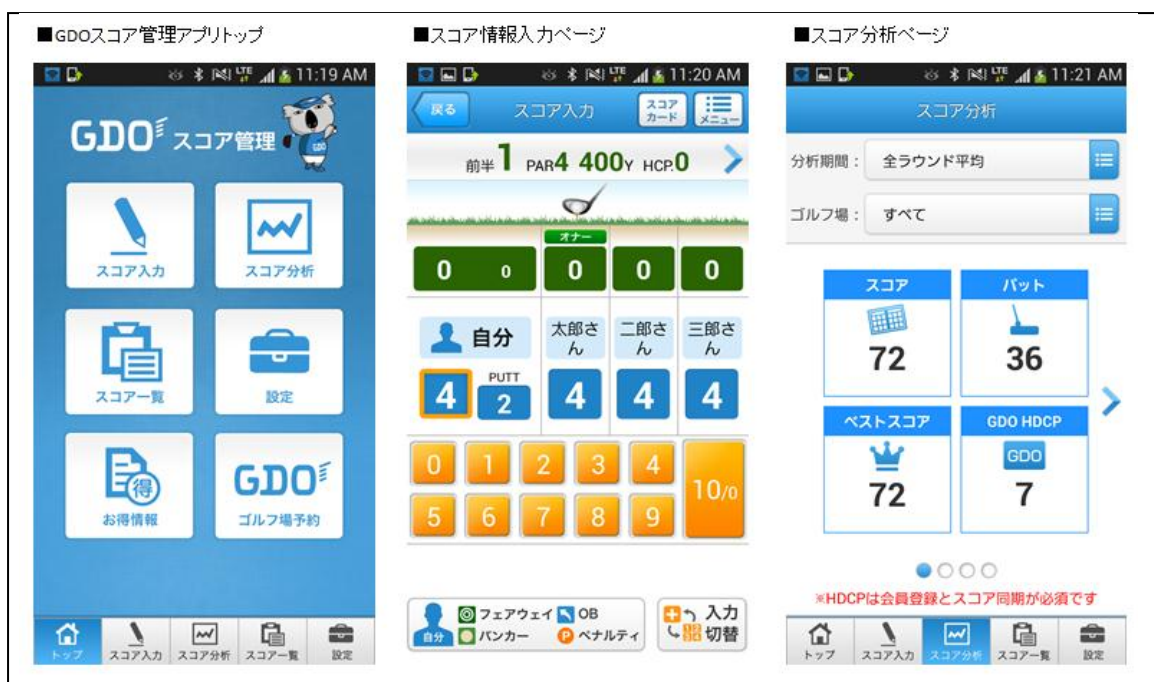 ■GDOスコア管理アプリトップ
11:19 AM
LTE
GDO スコア管理
GDO
スコア入力
スコア分析
スコア一覧
設定
得
お得情報
GDO
ゴルフ場予約
トップ
スコア入力
スコア分析
スコア一覧
設定
■スコア情報入力ページ
LTE
11:20 AM
戻る
スコア入力
スコア
カード
メニュー
前半1 PAR4 400Y HCP.0
オナー
0 0 0 0 0
自分
太郎さ
ん
二郎さ
ん
三郎さ
ん
4
PUTT
2
4 4 4
0 1 2 3 4
10/0
5 6 7 8 9
自分
フェアウェイ
OB
バンカー
P ペナルティ
入力
切替
■スコア分析ページ
LTE
11:21 AM
スコア分析
分析期間： 全ラウンド平均
ゴルフ場： すべて
スコア
72
パット
36
ベストスコア
72
GDO HDCP
GDO
7
※HDCPは会員登録とスコア同期が必須です
トップ
スコア入力
スコア分析
スコア一覧
設定